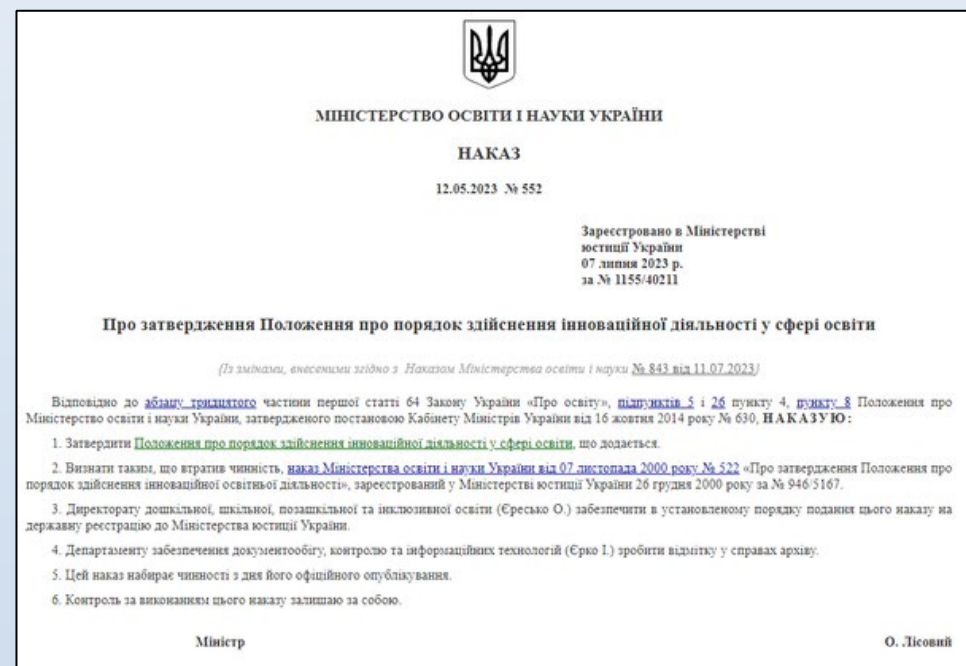 МІНІСТЕРСТВО ОСВІТИ І НАУКИ УКРАЇНИ
НАКАЗ
12.05.2023 № 552
Зареєстровано в Міністерстві
юстиції України
07 липня 2023 р.
за № 1155/40211
Про затвердження Положення про порядок здійснення інноваційної діяльності у сфері освіти
{Із змінами, внесеними згідно з Наказом Міністерства освіти і науки № 843 від 11.07.2023}
Відповідно до абзацу тридцятого частини першої статті 64 Закону України «Про освіту», підпунктів 5 і 26 пункту 4, пункту 8 Положення про
Міністерство освіти і науки України, затвердженого постановою Кабінету Міністрів України від 16 жовтня 2014 року № 630, НАКАЗУЮ:
1. Затвердити Положення про порядок здійснення інноваційної діяльності у сфері освіти, що додається.
2. Визнати таким, що втратив чинність, наказ Міністерства освіти і науки України від 07 листопада 2000 року № 522 «Про затвердження Положення про
порядок здійснення інноваційної освітньої діяльності», зареєстрований у Міністерстві юстиції України 26 грудня 2000 року за № 946/5167.
3. Директорату дошкільної, шкільної, позашкільної та інклюзивної освіти (Єресько О.) забезпечити в установленому порядку подання цього наказу на
державну реєстрацію до Міністерства юстиції України.
4. Департаменту забезпечення документообігу, контролю та інформаційних технологій (Єрко І.) зробити відмітку у справах архіву.
5. Цей наказ набирає чинності з дня його офіційного опублікування.
6. Контроль за виконанням цього наказу залишаю за собою.
Міністр О. Лісовий